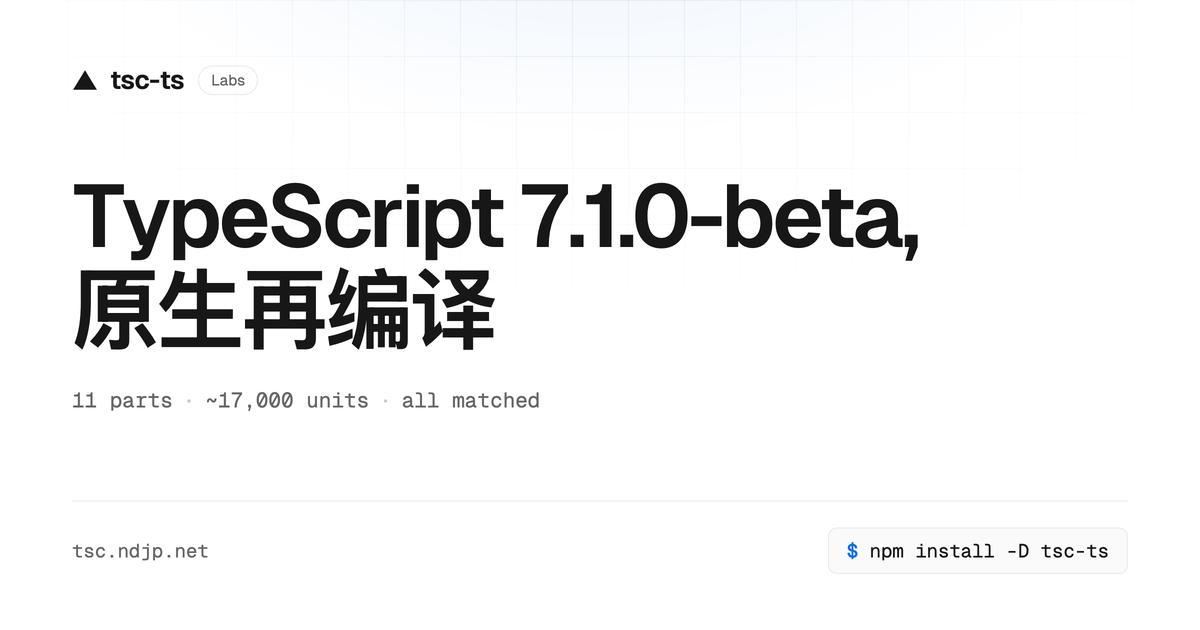 tsc-ts Labs
TypeScript 7.1.0-beta,
原生再编译
11 parts · ~17,000 units · all matched
tsc.ndjp.net
$ npm install -D tsc-ts